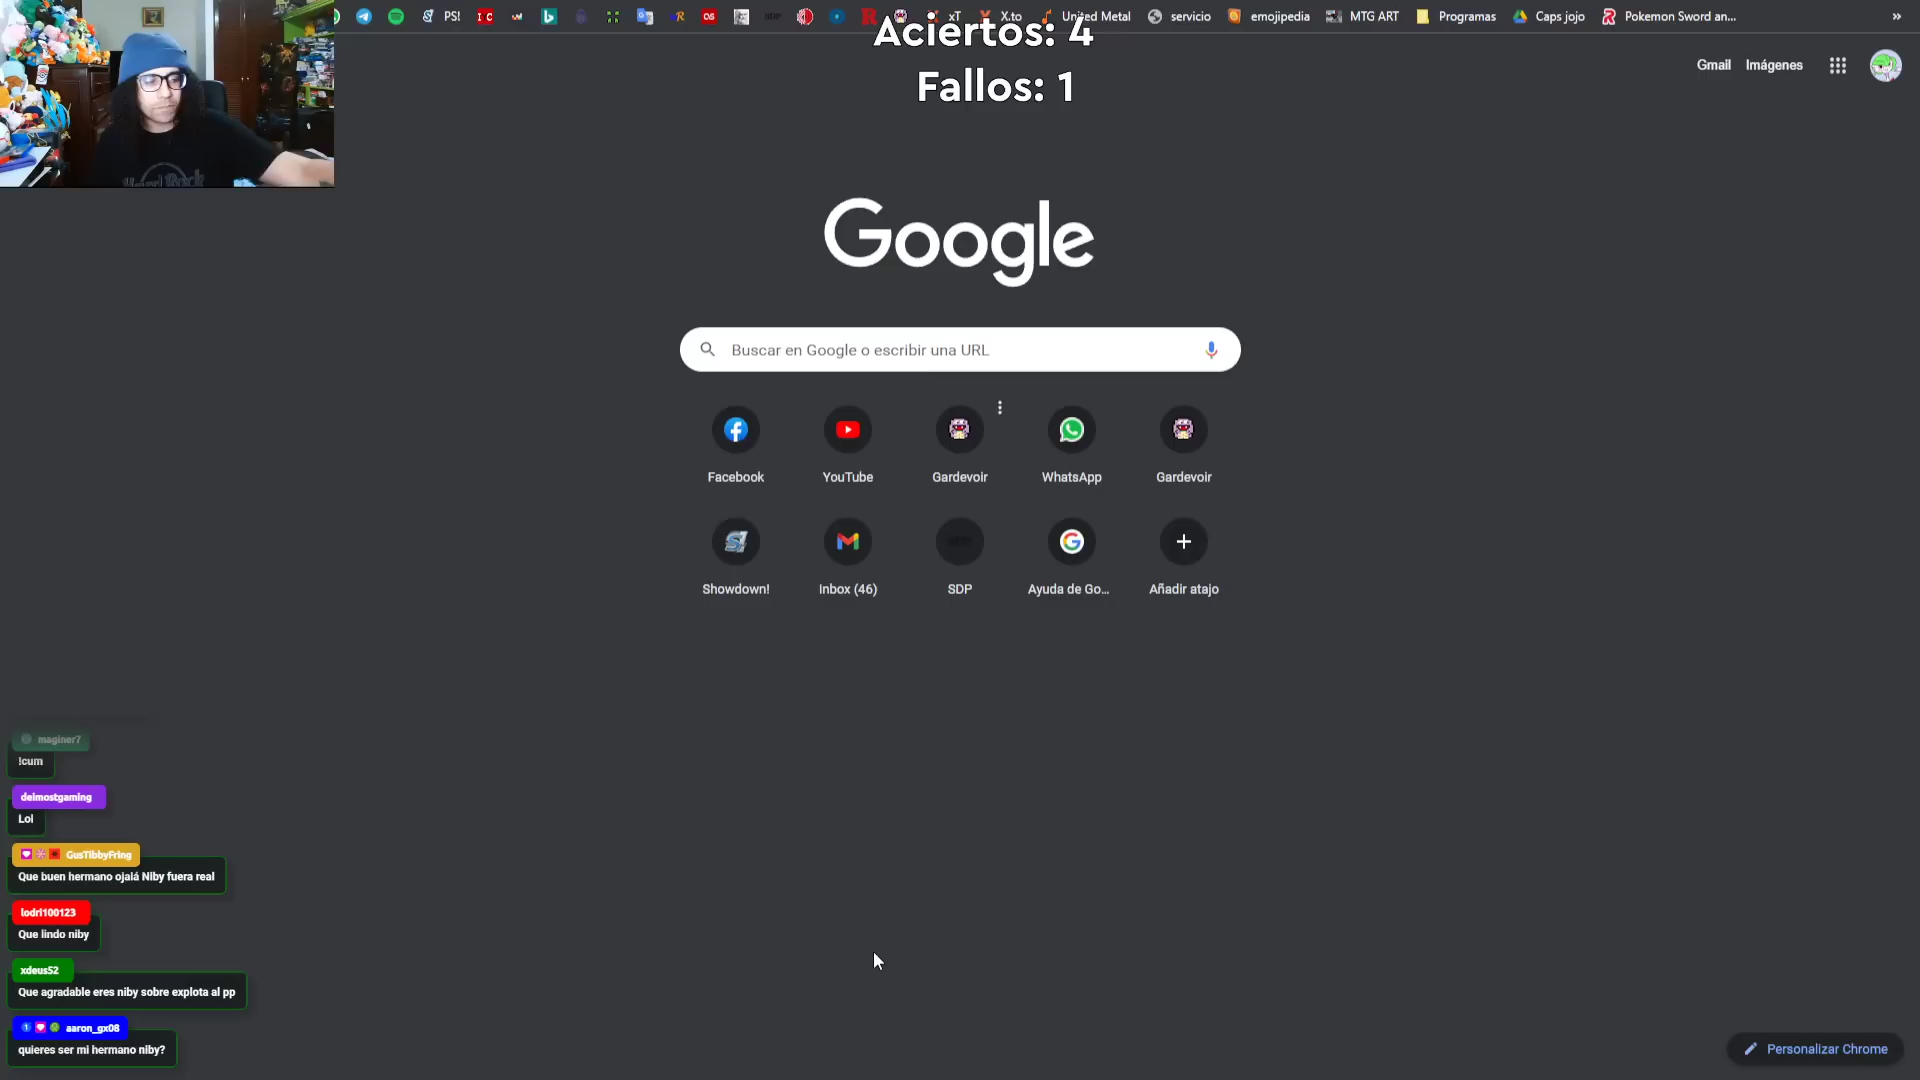 PS!
xT
X.to
United Metal
servicio
emojipedia
MTG ART
Programas
Caps jojo
Pokemon Sword an...
»
Aciertos: 4
Fallos: 1
Gmail
Imágenes
Hard Rock
Google
Buscar en Google o escribir una URL
Facebook
YouTube
Gardevoir
WhatsApp
Gardevoir
Showdown!
Inbox (46)
SDP
Ayuda de Go...
Añadir atajo
maginer7
!cum
deimostgaming
Lol
GusTibbyFring
Que buen hermano ojalá Niby fuera real
lodri100123
Que lindo niby
xdeus52
Que agradable eres niby sobre explota al pp
aaron_gx08
quieres ser mi hermano niby?
Personalizar Chrome